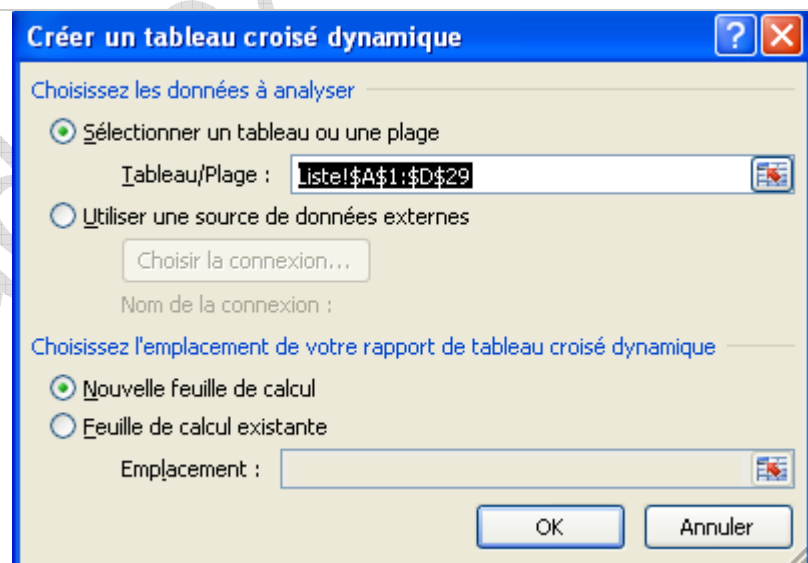 Créer un tableau croisé dynamique
Choisissez les données à analyser
Sélectionner un tableau ou une plage
Tableau/Plage : Liste!$A$1:$D$29
Utiliser une source de données externes
Choisir la connexion...
Nom de la connexion :
Choisissez l'emplacement de votre rapport de tableau croisé dynamique
Nouvelle feuille de calcul
Feuille de calcul existante
Emplacement :
OK Annuler